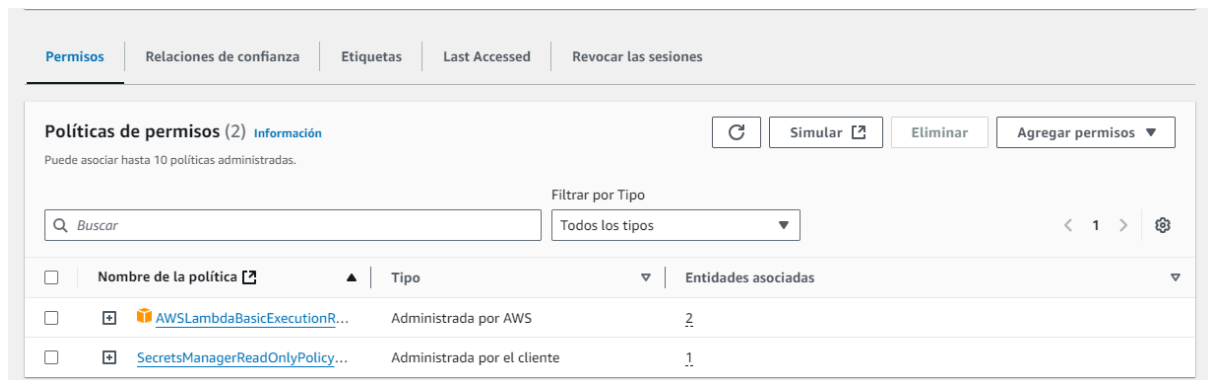 Permisos Relaciones de confianza Etiquetas Last Accessed Revocar las sesiones
Políticas de permisos (2) Información
Simular Eliminar Agregar permisos
Puede asociar hasta 10 políticas administradas.
Filtrar por Tipo
Buscar Todos los tipos 1
Nombre de la política Tipo Entidades asociadas
AWSLambdaBasicExecutionR... Administrada por AWS 2
SecretsManagerReadOnlyPolicy... Administrada por el cliente 1